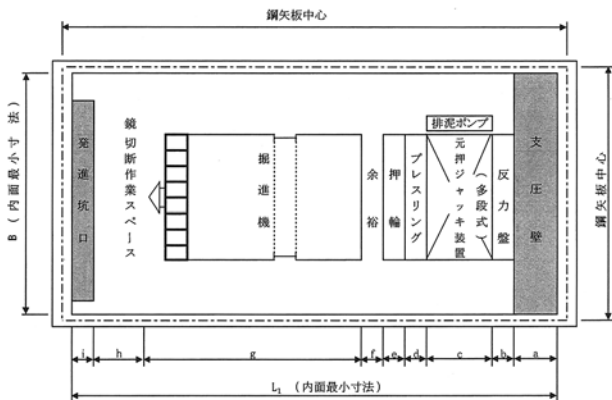 鋼矢板中心
B（内面最小寸法）
発進坑口
鏡切断作業スペース
掘進機
余裕
押輪
プレスリング
排泥ポンプ
元押ジャッキ装置
（多段式）
反力盤
支圧壁
鋼矢板中心
i
h
g
f
e
d
c
b
a
L₁（内面最小寸法）